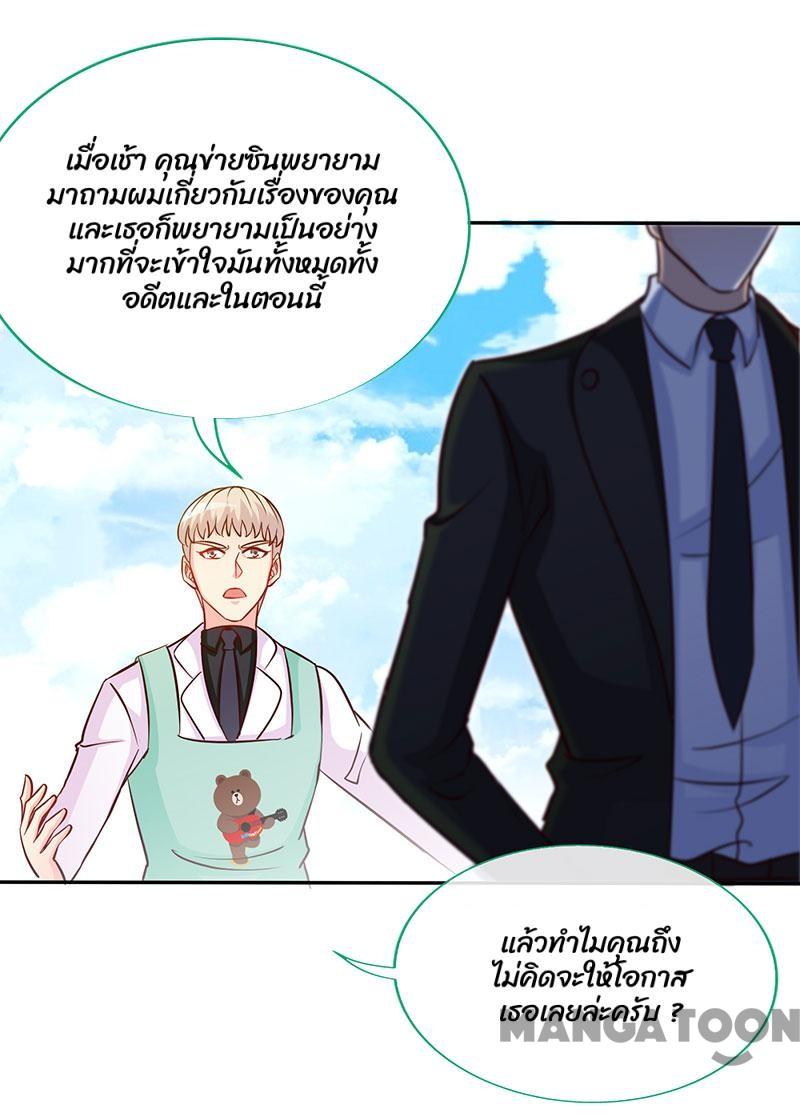 เมื่อเช้า คุณข่ายซินพยายาม
มาถามผมเกี่ยวกับเรื่องของคุณ
และเธอก็พยายามเป็นอย่าง
มากที่จะเข้าใจมันทั้งหมดทั้ง
อดีตและในตอนนี้
แล้วทำไมคุณถึง
ไม่คิดจะให้โอกาส
เธอเลยล่ะครับ ?
MANGATOON